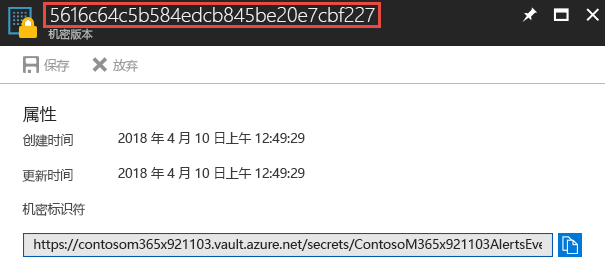 5616c64c5b584edcb845be20e7cbf227
机密版本
保存 放弃
属性
创建时间 2018 年 4 月 10 日上午 12:49:29
更新时间 2018 年 4 月 10 日上午 12:49:29
机密标识符
https://contosom365x921103.vault.azure.net/secrets/ContosoM365x921103AlertsEve